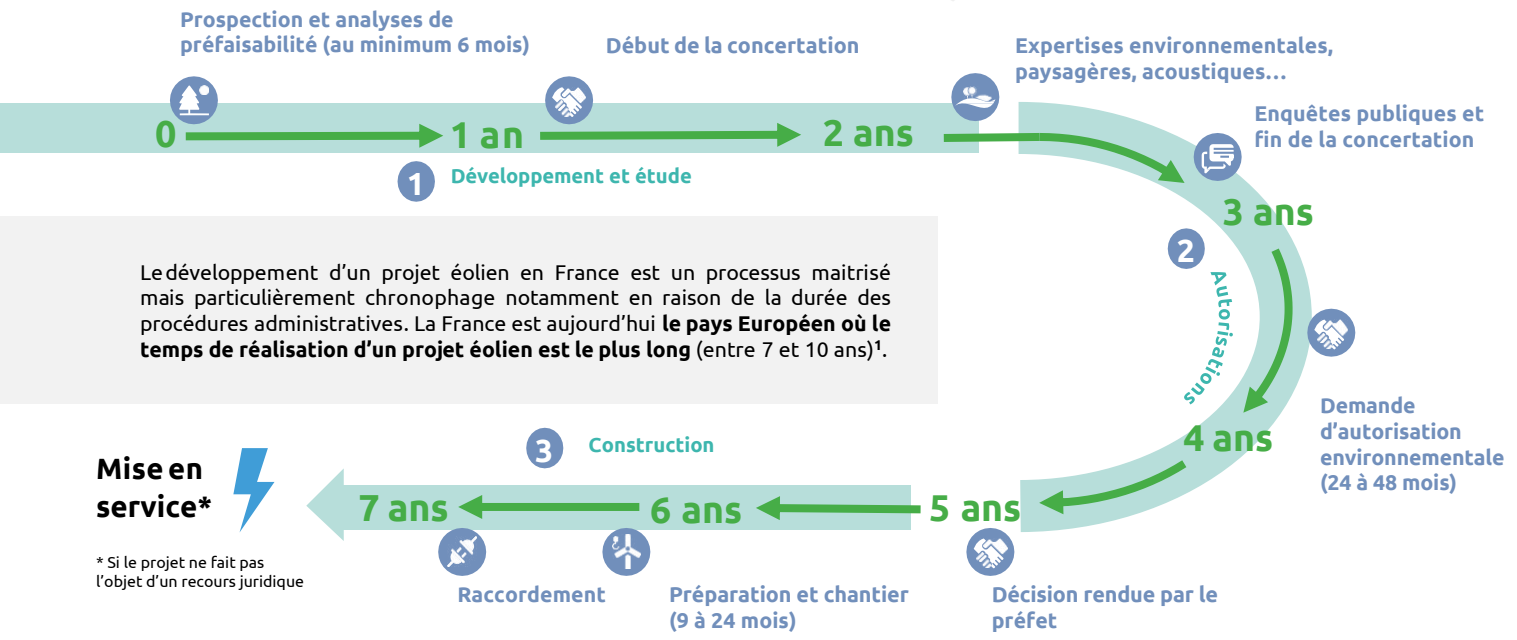 Prospection et analyses de
préfaisabilité (au minimum 6 mois)
Début de la concertation
Expertises environnementales,
paysagères, acoustiques…
Enquêtes publiques et
fin de la concertation
0
1 an
2 ans
3 ans
1
Développement et étude
2
Autorisations
Le développement d’un projet éolien en France est un processus maitrisé
mais particulièrement chronophage notamment en raison de la durée des
procédures administratives. La France est aujourd’hui le pays Européen où le
temps de réalisation d’un projet éolien est le plus long (entre 7 et 10 ans)¹.
Demande
d’autorisation
environnementale
(24 à 48 mois)
4 ans
3
Construction
Mise en
service*
7 ans
6 ans
5 ans
* Si le projet ne fait pas
l’objet d’un recours juridique
Raccordement
Préparation et chantier
(9 à 24 mois)
Décision rendue par le
préfet